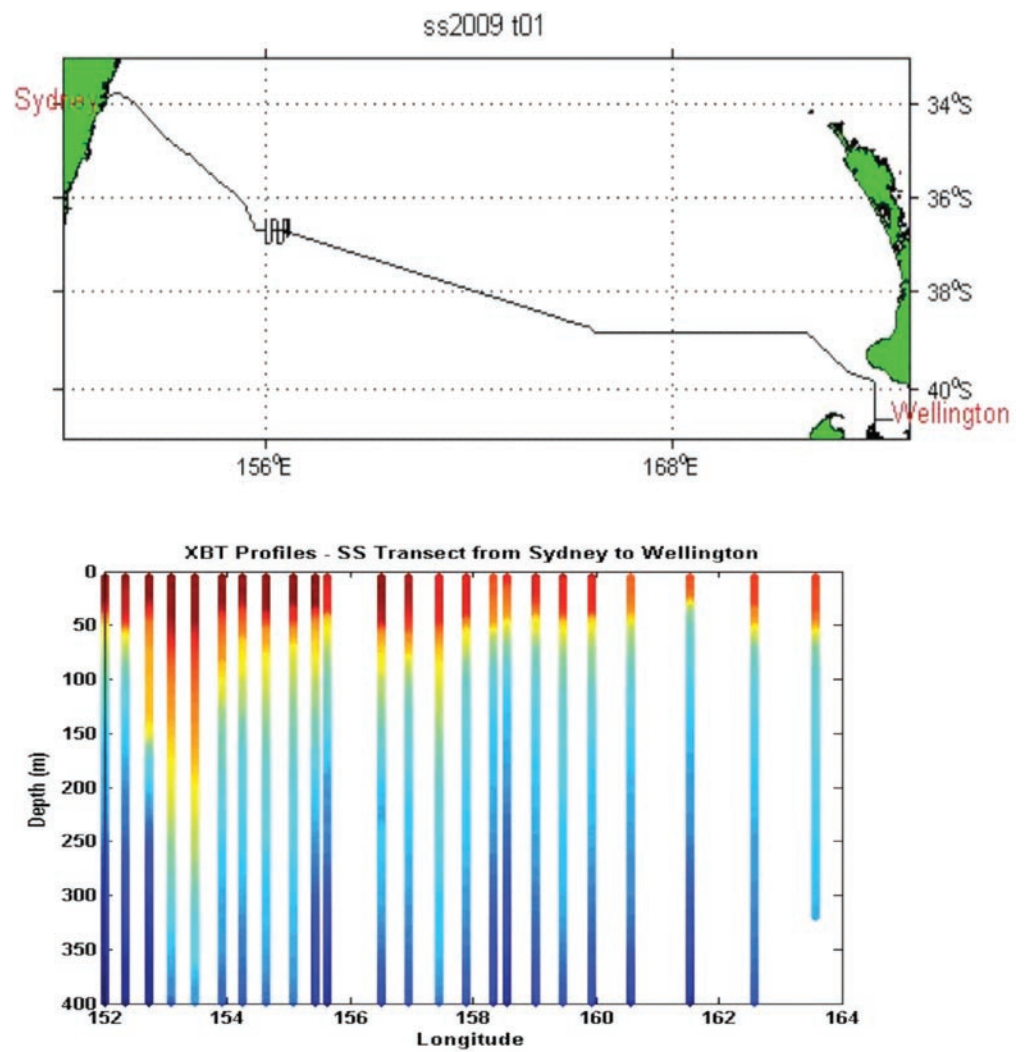 ss2009 t01
Sydney
34°S
36°S
38°S
40°S
Wellington
156°E
168°E
XBT Profiles - SS Transect from Sydney to Wellington
0
50
100
150
200
250
300
350
400
Depth (m)
152
154
156
158
160
162
164
Longitude